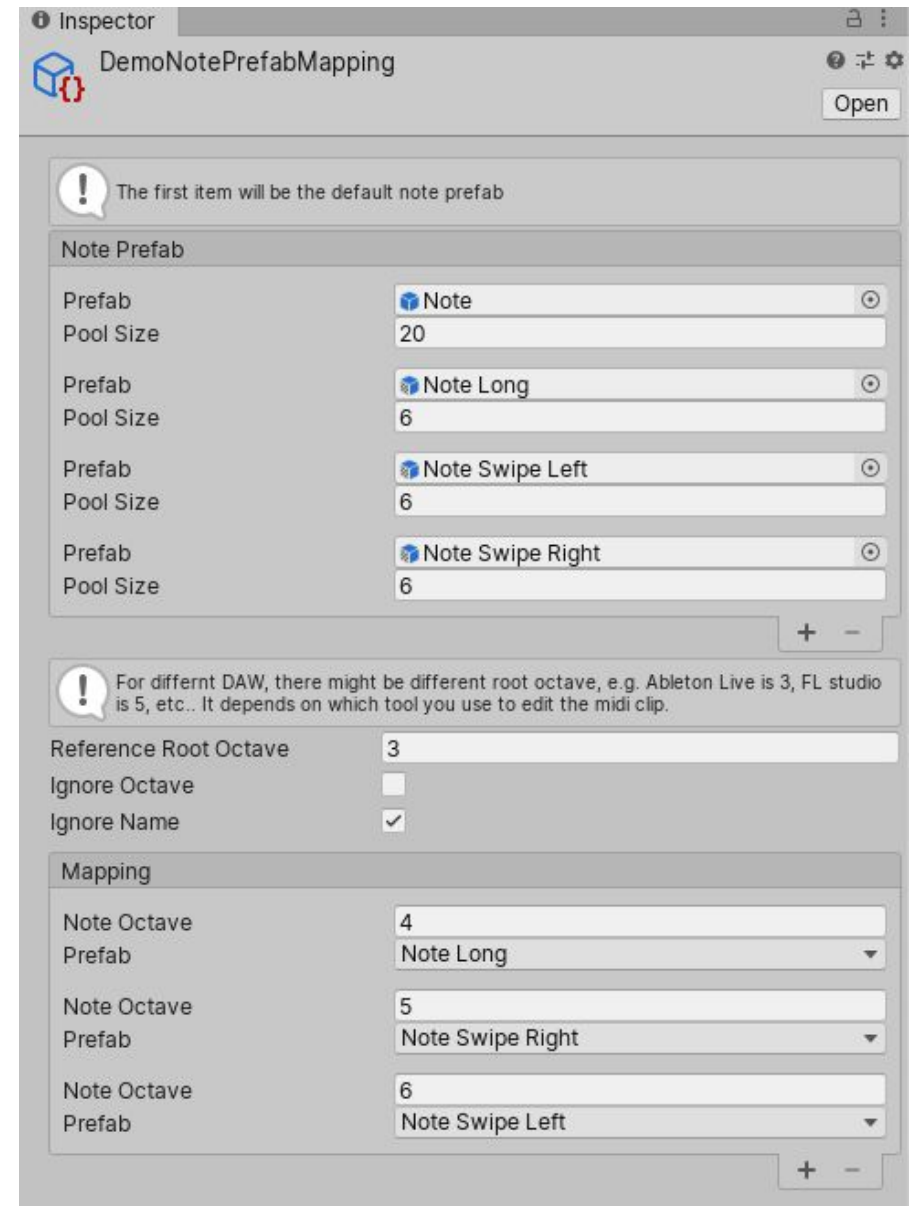 Inspector
DemoNotePrefabMapping
Open
The first item will be the default note prefab
Note Prefab
Prefab Note
Pool Size 20
Prefab Note Long
Pool Size 6
Prefab Note Swipe Left
Pool Size 6
Prefab Note Swipe Right
Pool Size 6
+ −
For differnt DAW, there might be different root octave, e.g. Ableton Live is 3, FL studio
is 5, etc.. It depends on which tool you use to edit the midi clip.
Reference Root Octave 3
Ignore Octave
Ignore Name
Mapping
Note Octave 4
Prefab Note Long
Note Octave 5
Prefab Note Swipe Right
Note Octave 6
Prefab Note Swipe Left
+ −